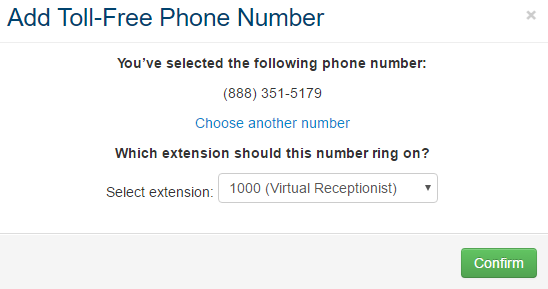 Add Toll-Free Phone Number
×
You've selected the following phone number:
(888) 351-5179
Choose another number
Which extension should this number ring on?
Select extension: 1000 (Virtual Receptionist)
Confirm